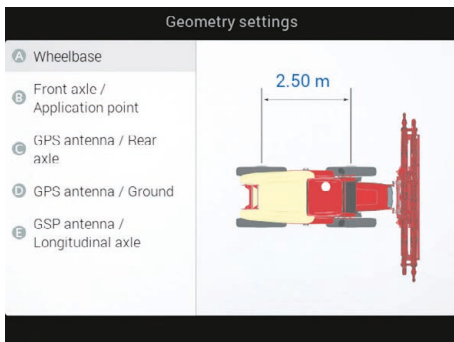 Geometry settings
A Wheelbase
B Front axle /
Application point
C GPS antenna / Rear
axle
D GPS antenna / Ground
E GSP antenna /
Longitudinal axle
2.50 m